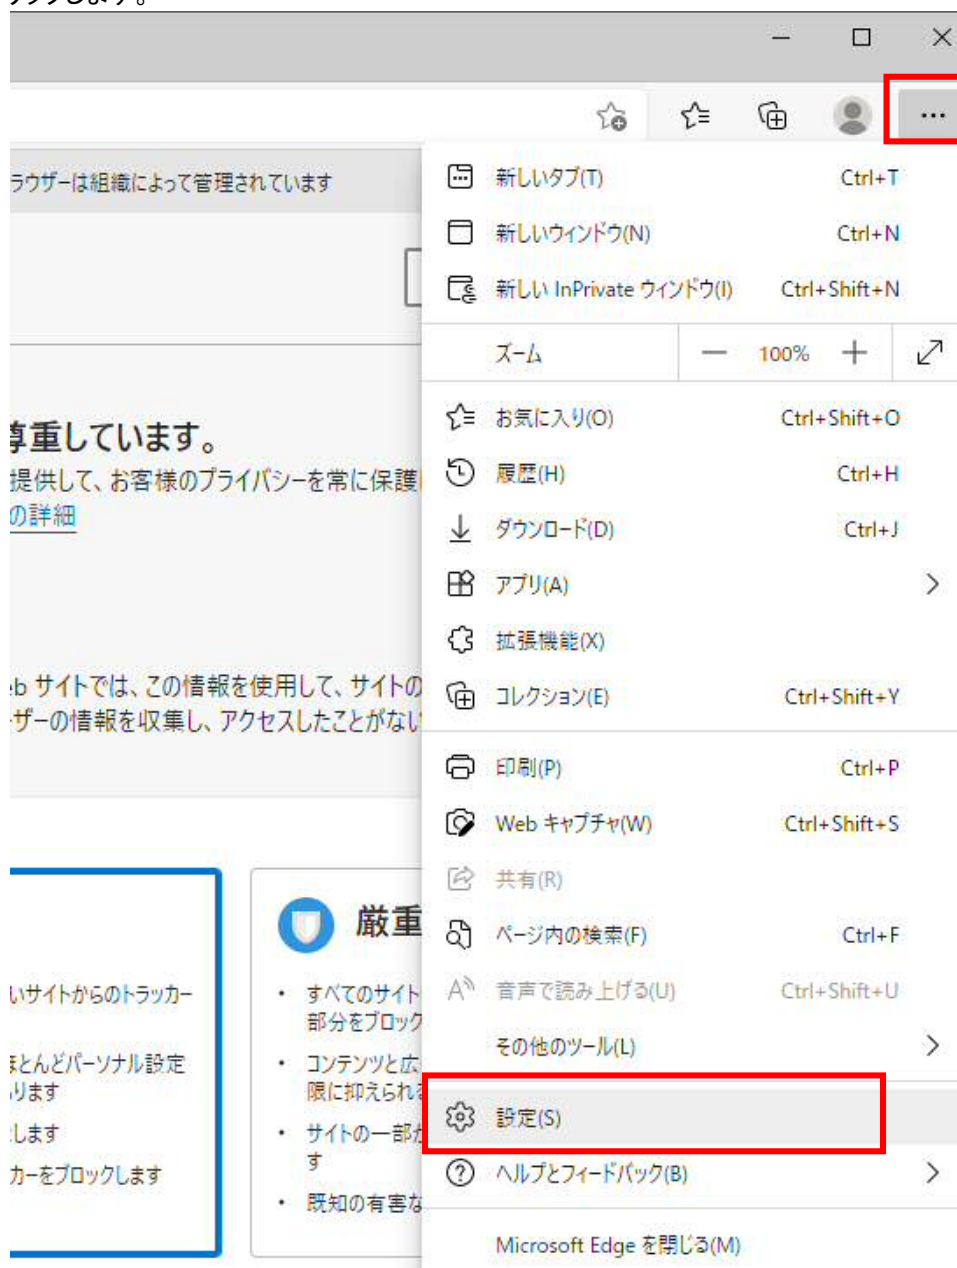 リックします。
ラウザーは組織によって管理されています
新しいタブ(T) Ctrl+T
新しいウィンドウ(N) Ctrl+N
新しい InPrivate ウィンドウ(I) Ctrl+Shift+N
ズーム — 100% +
尊重しています。
提供して、お客様のプライバシーを常に保護
の詳細
お気に入り(O) Ctrl+Shift+O
履歴(H) Ctrl+H
ダウンロード(D) Ctrl+J
アプリ(A)
拡張機能(X)
コレクション(E) Ctrl+Shift+Y
eb サイトでは、この情報を使用して、サイトの
ーザーの情報を収集し、アクセスしたことがない
印刷(P) Ctrl+P
Web キャプチャ(W) Ctrl+Shift+S
共有(R)
ページ内の検索(F) Ctrl+F
音声で読み上げる(U) Ctrl+Shift+U
その他のツール(L)
設定(S)
ヘルプとフィードバック(B)
Microsoft Edge を閉じる(M)
いサイトからのトラッカー
ほとんどパーソナル設定
ります
します
カーをブロックします
厳重
• すべてのサイト
部分をブロック
• コンテンツと広
限に抑えられ
• サイトの一部が
す
• 既知の有害な